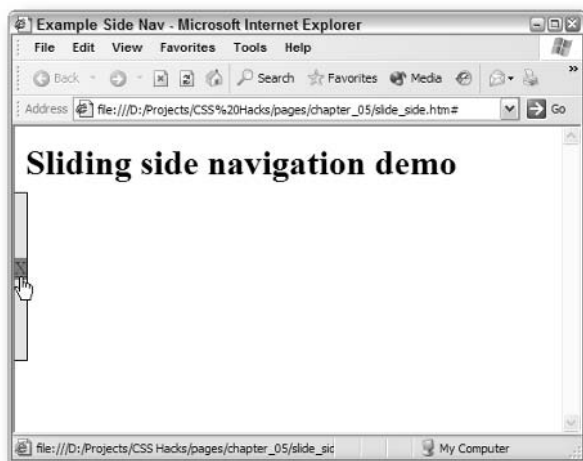 Example Side Nav - Microsoft Internet Explorer
File Edit View Favorites Tools Help
Back Search Favorites Media »
Address file:///D:/Projects/CSS%20Hacks/pages/chapter_05/slide_side.htm# Go
Sliding side navigation demo
X
file:///D:/Projects/CSS Hacks/pages/chapter_05/slide_sid My Computer